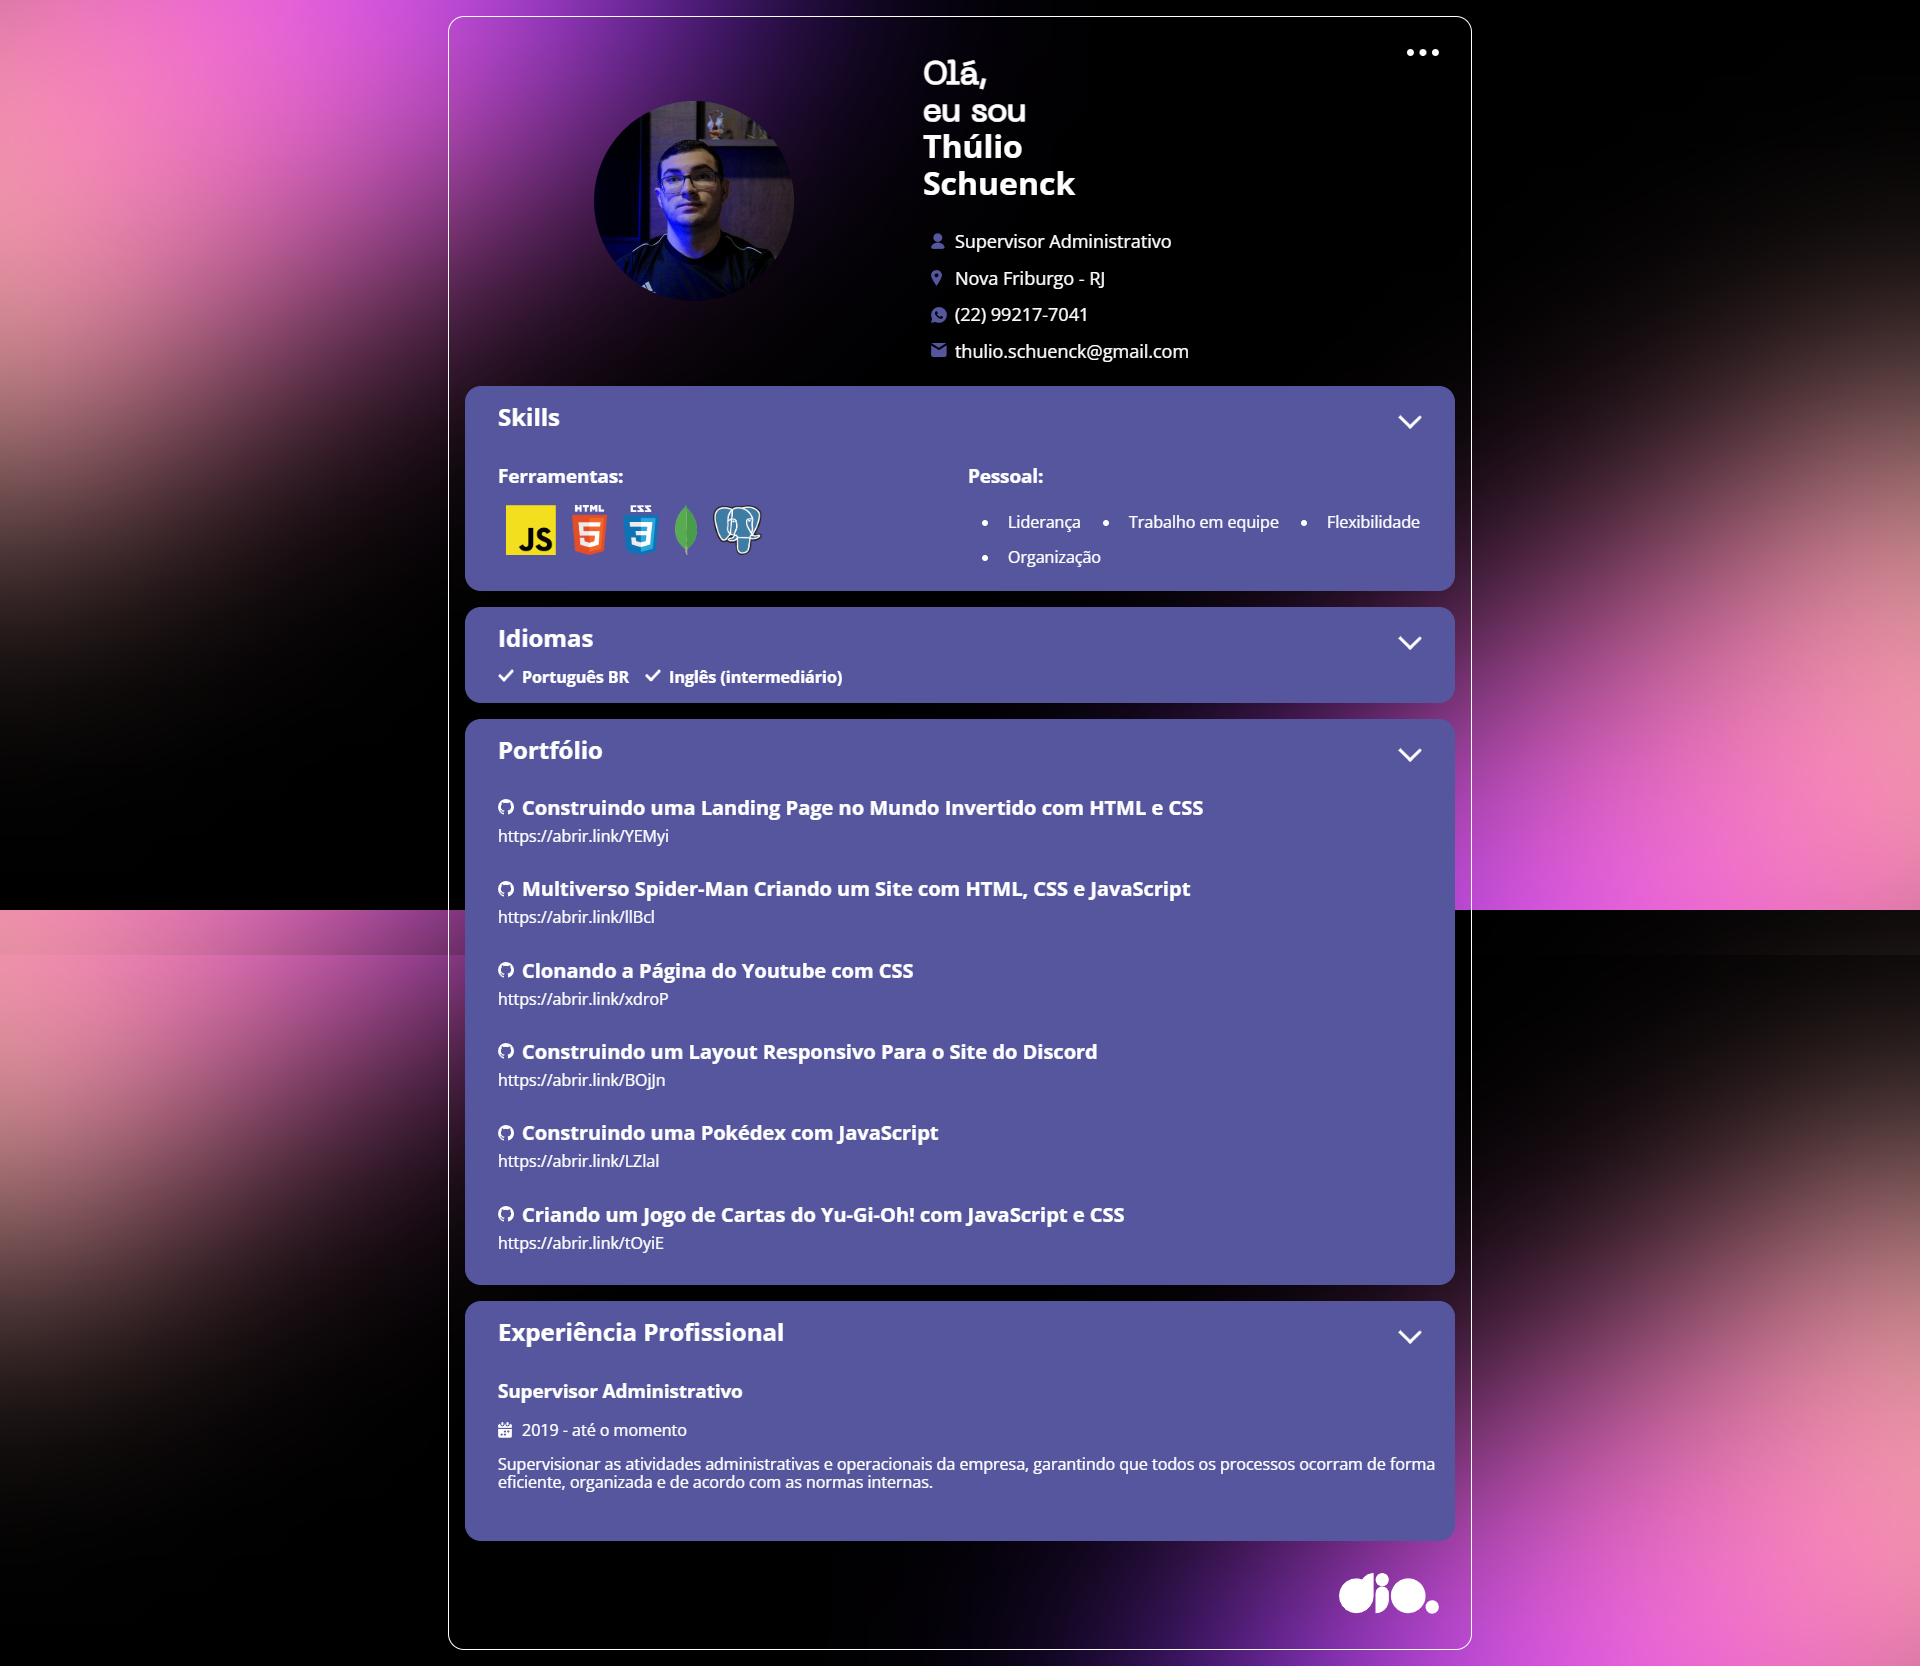 Olá,
eu sou
Thúlio
Schuenck
Supervisor Administrativo
Nova Friburgo - RJ
(22) 99217-7041
thulio.schuenck@gmail.com
Skills
Ferramentas:
JS
HTML
5
CSS
3
Pessoal:
Liderança
Trabalho em equipe
Flexibilidade
Organização
Idiomas
Português BR
Inglês (intermediário)
Portfólio
Construindo uma Landing Page no Mundo Invertido com HTML e CSS
https://abrir.link/YEMyi
Multiverso Spider-Man Criando um Site com HTML, CSS e JavaScript
https://abrir.link/llBcl
Clonando a Página do Youtube com CSS
https://abrir.link/xdroP
Construindo um Layout Responsivo Para o Site do Discord
https://abrir.link/BOjJn
Construindo uma Pokédex com JavaScript
https://abrir.link/LZlal
Criando um Jogo de Cartas do Yu-Gi-Oh! com JavaScript e CSS
https://abrir.link/tOyiE
Experiência Profissional
Supervisor Administrativo
2019 - até o momento
Supervisionar as atividades administrativas e operacionais da empresa, garantindo que todos os processos ocorram de forma
eficiente, organizada e de acordo com as normas internas.
dio.